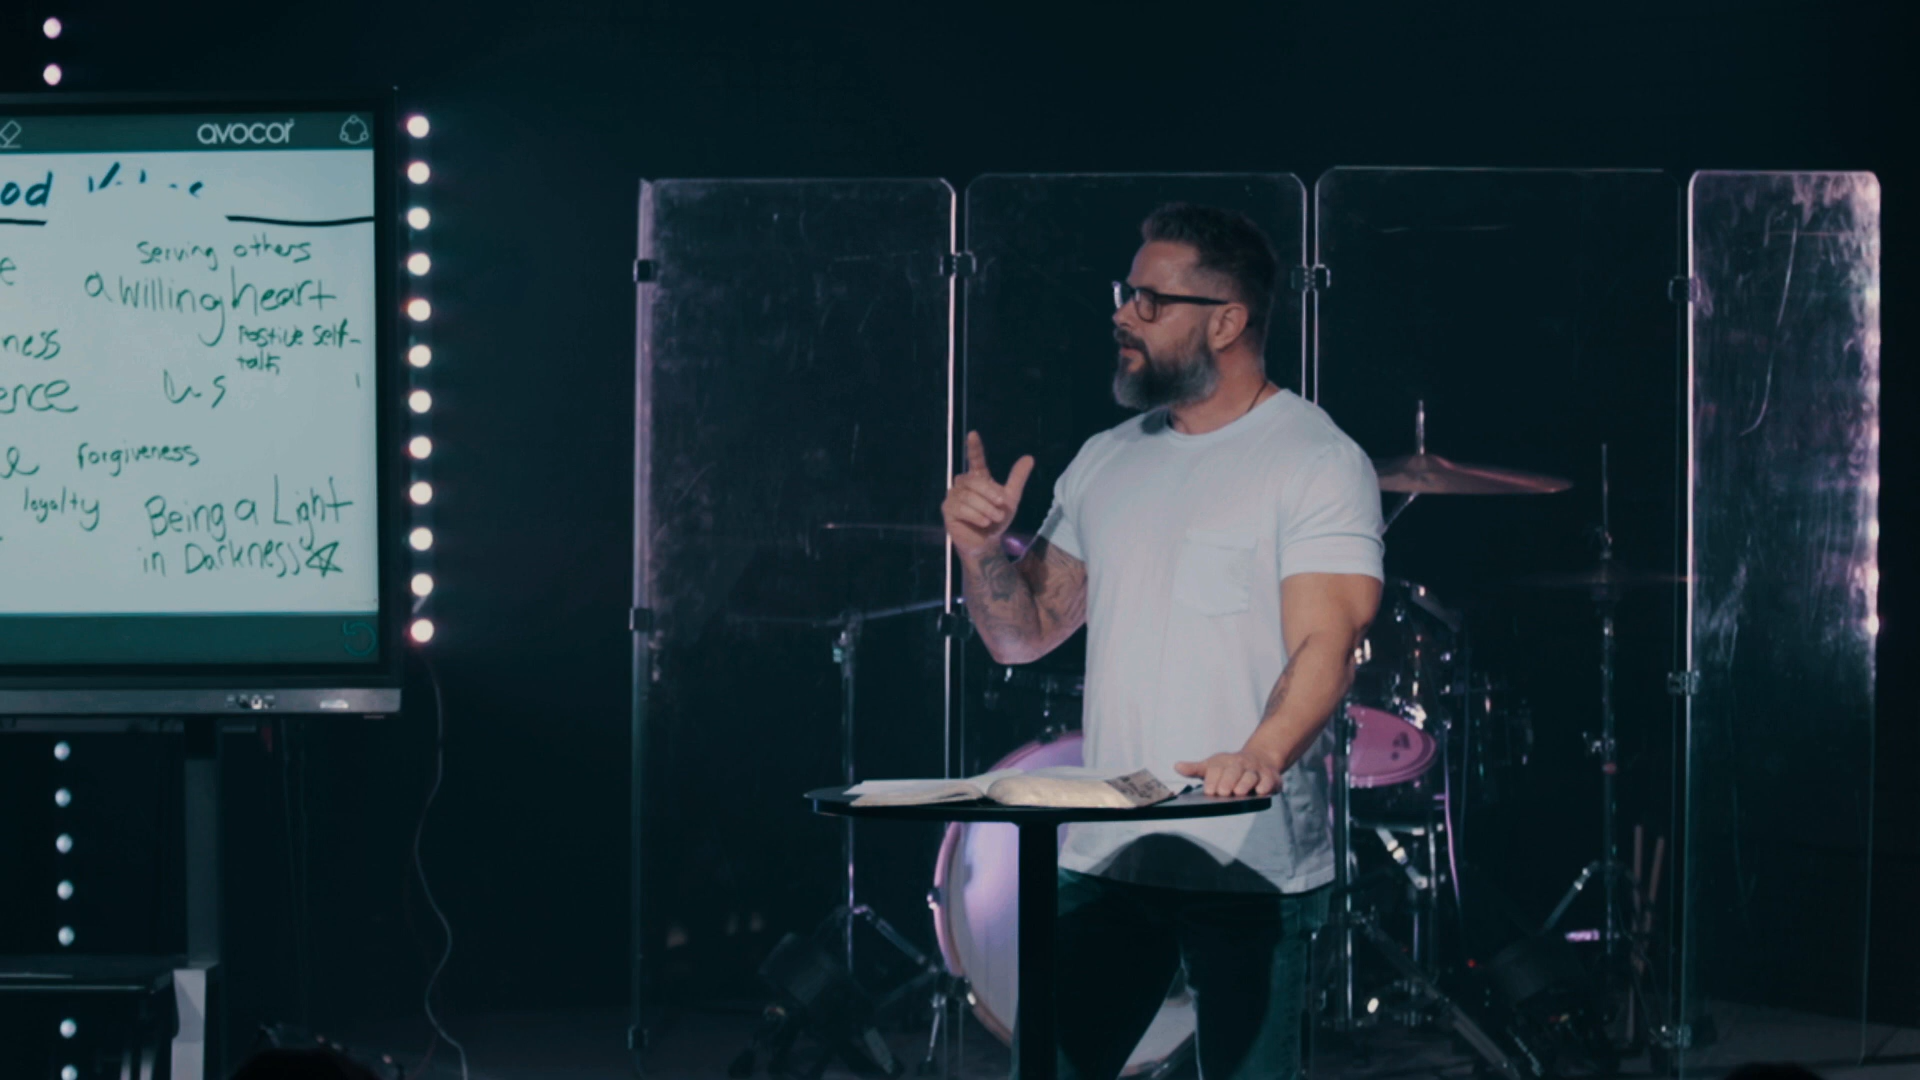 avocor
od
Serving others
e
a willing heart
Postive Self-
talk
ness
ence
forgiveness
loyalty
Being a Light
in Darkness